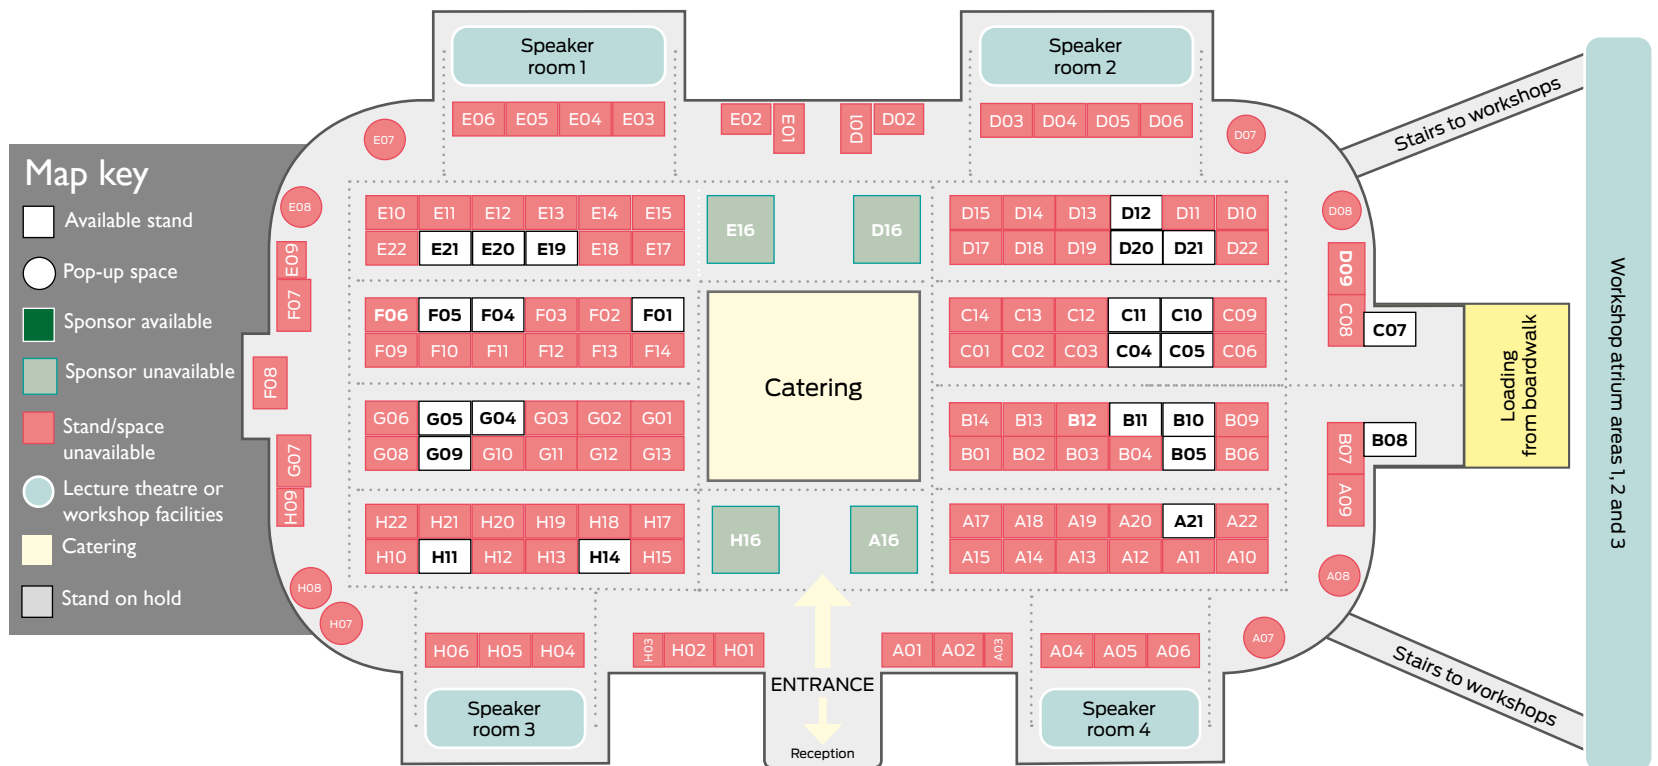 Speaker
room 1
Speaker
room 2
E06 E05 E04 E03
E02 E01 D01 D02
D03 D04 D05 D06
E07
D07
Stairs to workshops
Map key
Available stand
Pop-up space
Sponsor available
Sponsor unavailable
Stand/space
unavailable
Lecture theatre or
workshop facilities
Catering
Stand on hold
E08
E09
F07
F08
G07
H09
H08
H07
E10 E11 E12 E13 E14 E15
E22 E21 E20 E19 E18 E17
E16
D16
D15 D14 D13 D12 D11 D10
D17 D18 D19 D20 D21 D22
D08
D09
C08
C07
F06 F05 F04 F03 F02 F01
F09 F10 F11 F12 F13 F14
Catering
C14 C13 C12 C11 C10 C09
C01 C02 C03 C04 C05 C06
Loading
from boardwalk
Workshop atrium areas 1, 2 and 3
G06 G05 G04 G03 G02 G01
G08 G09 G10 G11 G12 G13
B14 B13 B12 B11 B10 B09
B01 B02 B03 B04 B05 B06
B07
B08
A09
H22 H21 H20 H19 H18 H17
H10 H11 H12 H13 H14 H15
H16
A16
A17 A18 A19 A20 A21 A22
A15 A14 A13 A12 A11 A10
A08
A07
H06 H05 H04
H03 H02 H01
A01 A02 A03
A04 A05 A06
Stairs to workshops
ENTRANCE
Reception
Speaker
room 3
Speaker
room 4